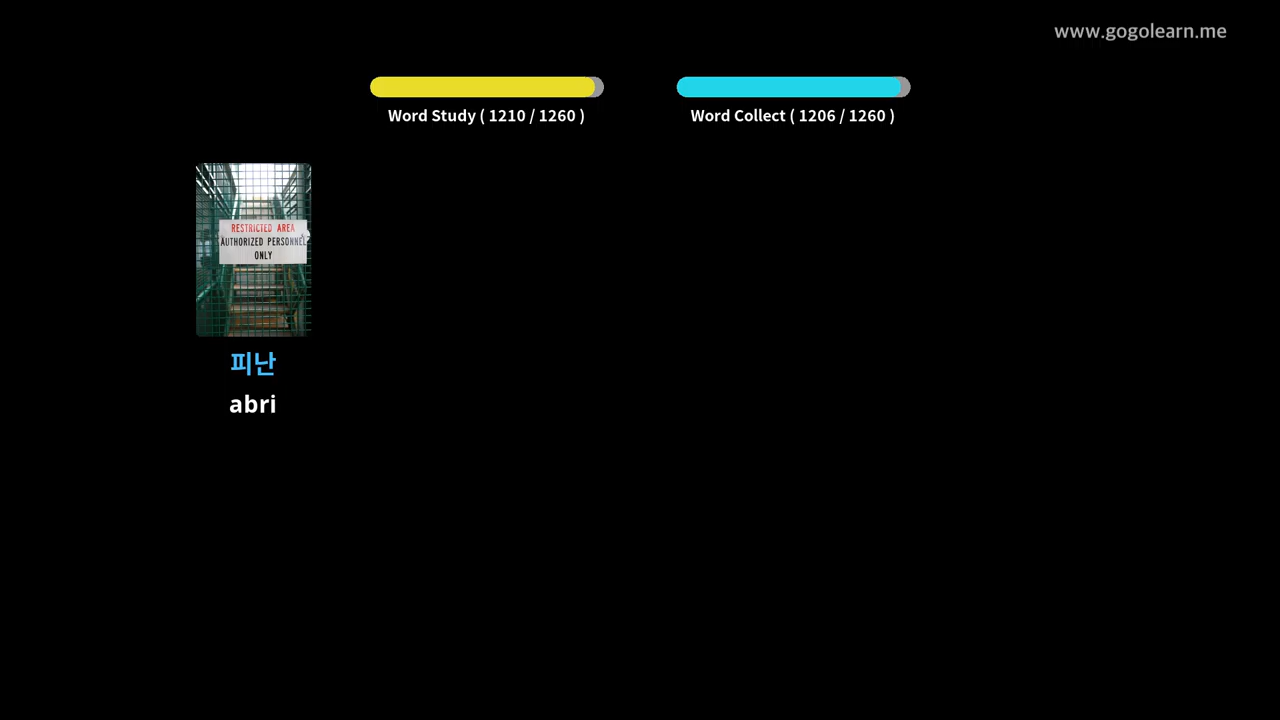 www.gogolearn.me
Word Study ( 1210 / 1260 )
Word Collect ( 1206 / 1260 )
RESTRICTED AREA
AUTHORIZED PERSONNEL
ONLY
피난
abri